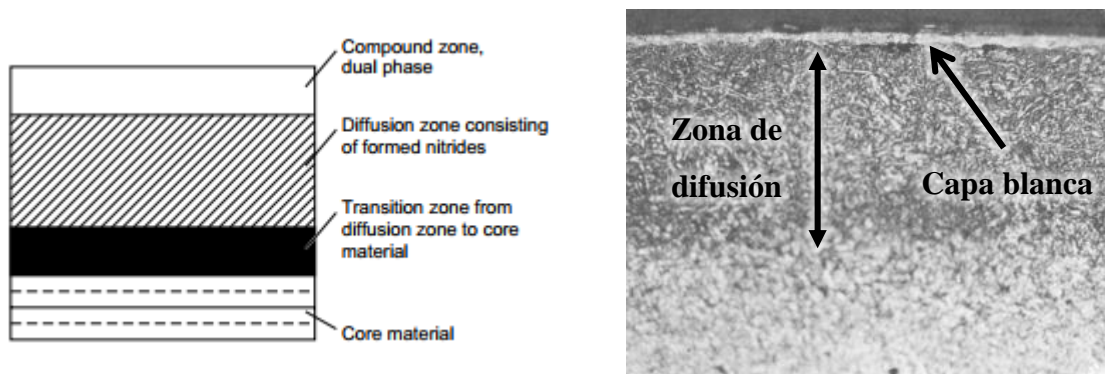 Compound zone,
dual phase
Diffusion zone consisting
of formed nitrides
Transition zone from
diffusion zone to core
material
Core material
Zona de
difusión
Capa blanca